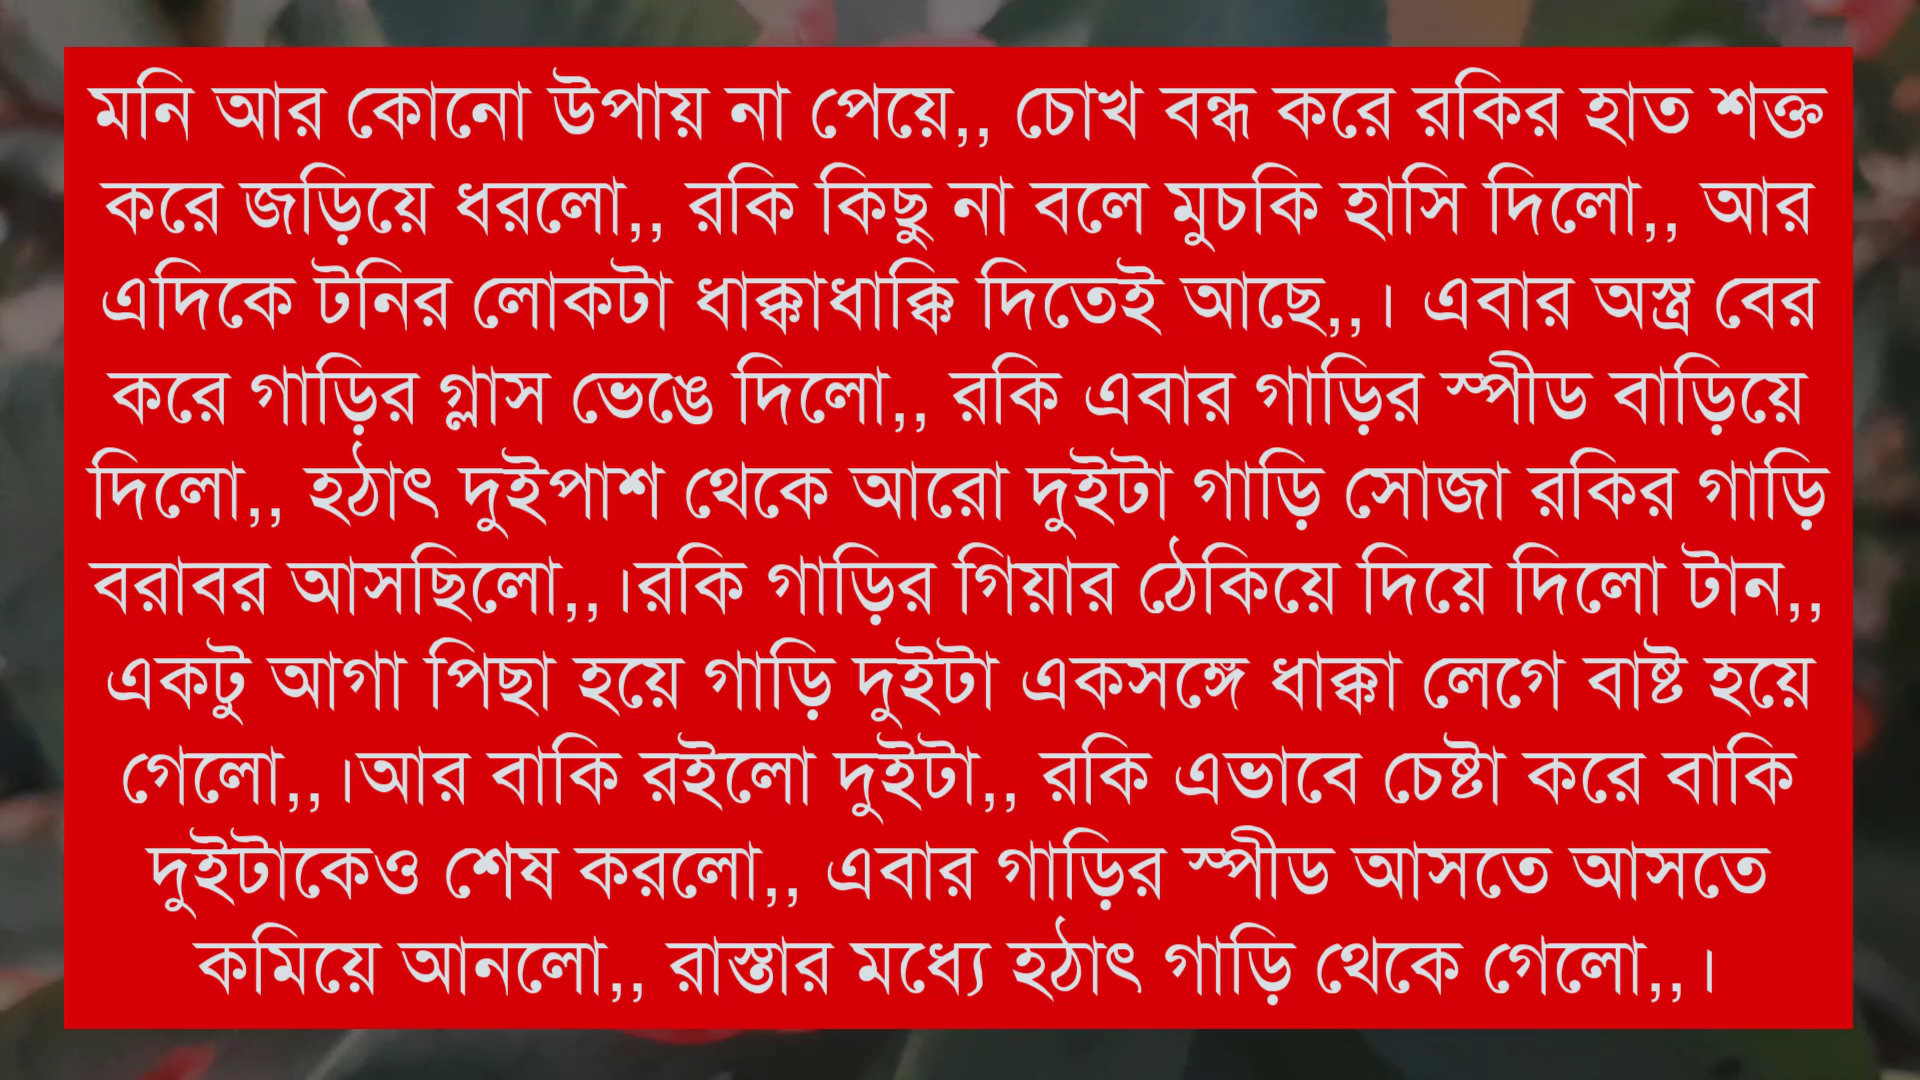 মনি আর কোনো উপায় না পেয়ে,, চোখ বন্ধ করে রকির হাত শক্ত
করে জড়িয়ে ধরলো,, রকি কিছু না বলে মুচকি হাসি দিলো,, আর
এদিকে টনির লোকটা ধাক্কাধাক্কি দিতেই আছে,,। এবার অস্ত্র বের
করে গাড়ির গ্লাস ভেঙে দিলো,, রকি এবার গাড়ির স্পীড বাড়িয়ে
দিলো,, হঠাৎ দুইপাশ থেকে আরো দুইটা গাড়ি সোজা রকির গাড়ি
বরাবর আসছিলো,,।রকি গাড়ির গিয়ার ঠেকিয়ে দিয়ে দিলো টান,,
একটু আগা পিছা হয়ে গাড়ি দুইটা একসঙ্গে ধাক্কা লেগে বাষ্ট হয়ে
গেলো,,।আর বাকি রইলো দুইটা,, রকি এভাবে চেষ্টা করে বাকি
দুইটাকেও শেষ করলো,, এবার গাড়ির স্পীড আসতে আসতে
কমিয়ে আনলো,, রাস্তার মধ্যে হঠাৎ গাড়ি থেকে গেলো,,।